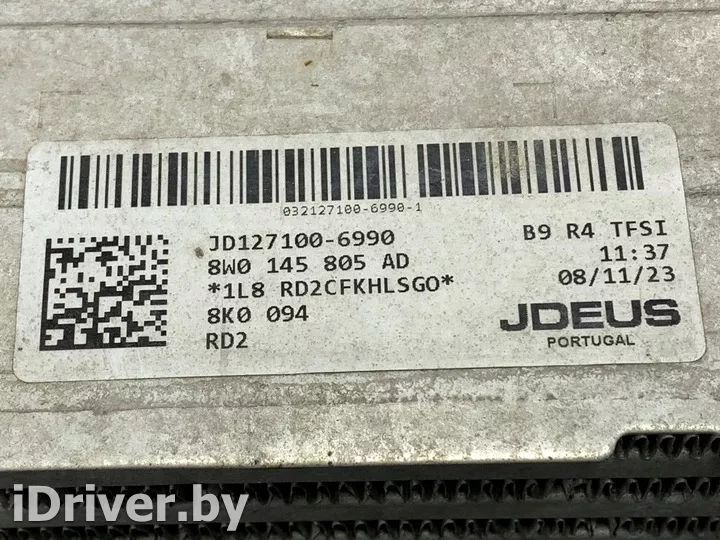 032127100-6990-1
JD127100-6990
8W0 145 805 AD
*1L8 RD2CFKHLSGO*
8K0 094
RD2
B9 R4 TFSI
11:37
08/11/23
JDEUS
PORTUGAL
iDriver.by